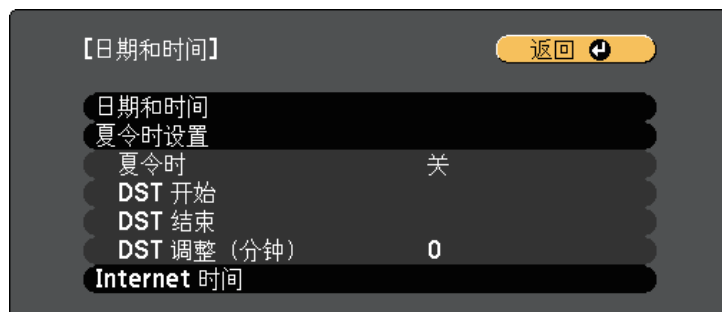 【日期和时间】
返回
日期和时间
夏令时设置
夏令时 关
DST 开始
DST 结束
DST 调整（分钟） 0
Internet 时间